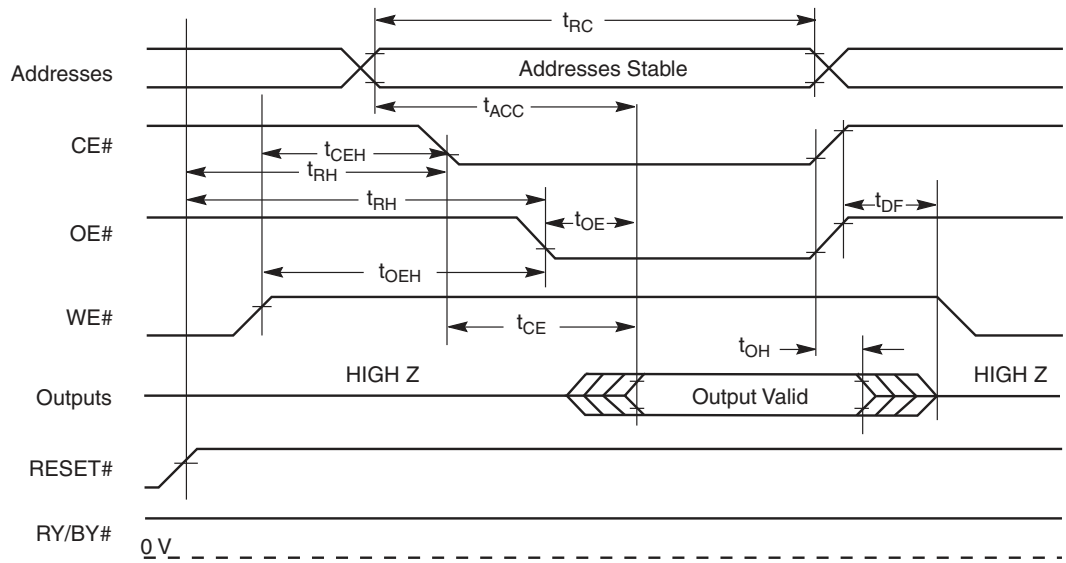 tRC
Addresses
Addresses Stable
tACC
CE#
tCEH
tRH
tRH
OE#
tOE
tDF
tOEH
WE#
tCE
tOH
HIGH Z
HIGH Z
Outputs
Output Valid
RESET#
RY/BY#
0 V